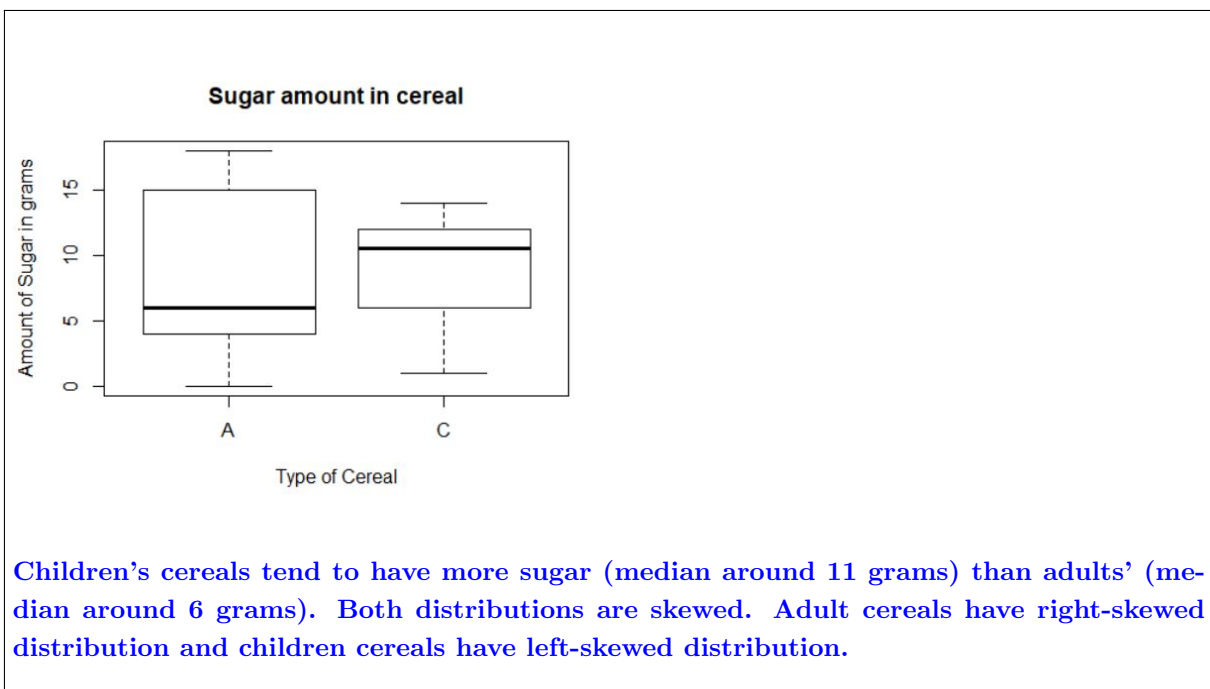 Sugar amount in cereal
Amount of Sugar in grams
15
10
5
0
A C
Type of Cereal
Children's cereals tend to have more sugar (median around 11 grams) than adults' (me-
dian around 6 grams). Both distributions are skewed. Adult cereals have right-skewed
distribution and children cereals have left-skewed distribution.